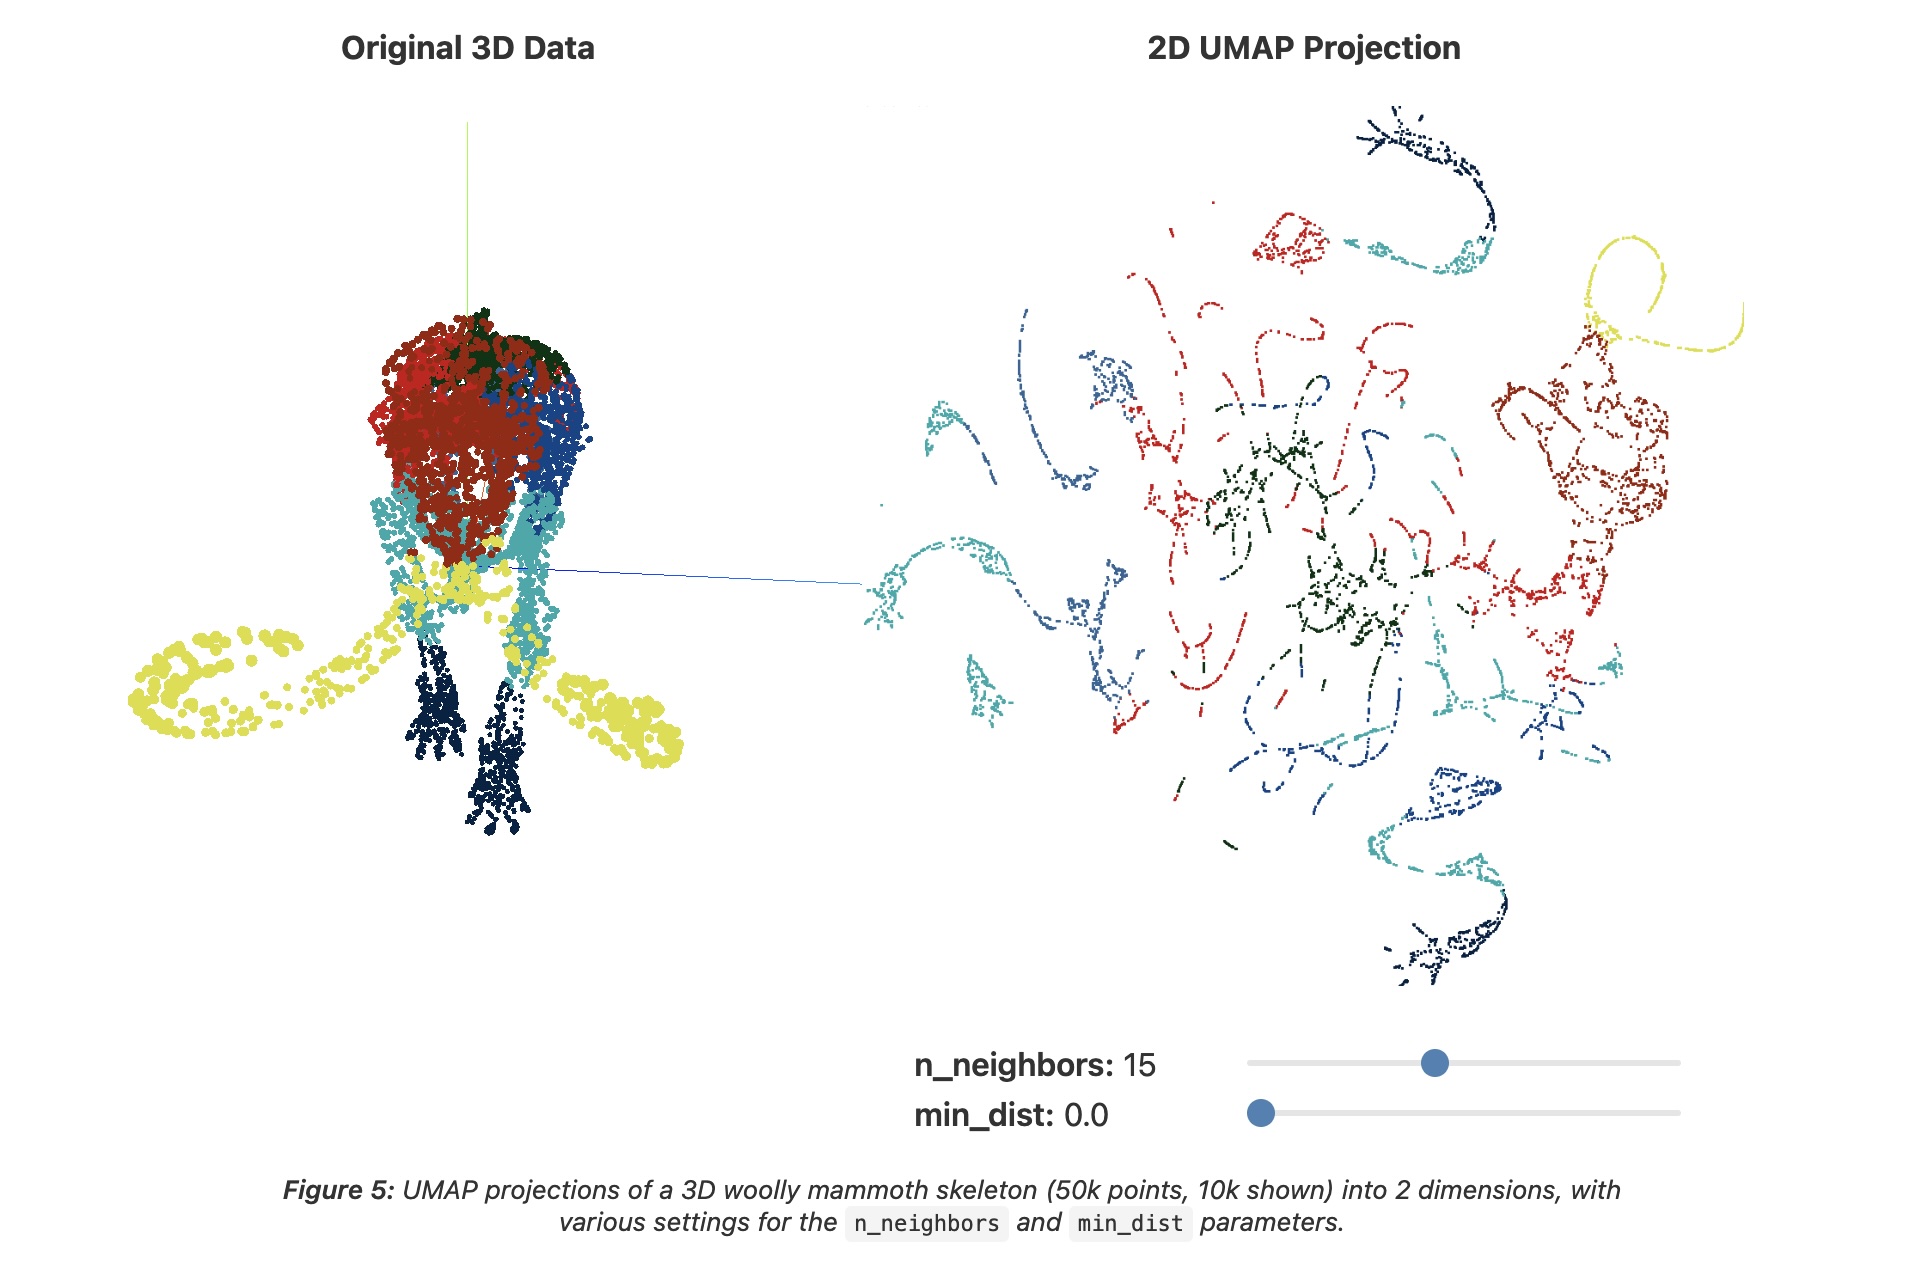 Original 3D Data
2D UMAP Projection
n_neighbors: 15
min_dist: 0.0
Figure 5: UMAP projections of a 3D woolly mammoth skeleton (50k points, 10k shown) into 2 dimensions, with
various settings for the n_neighbors and min_dist parameters.